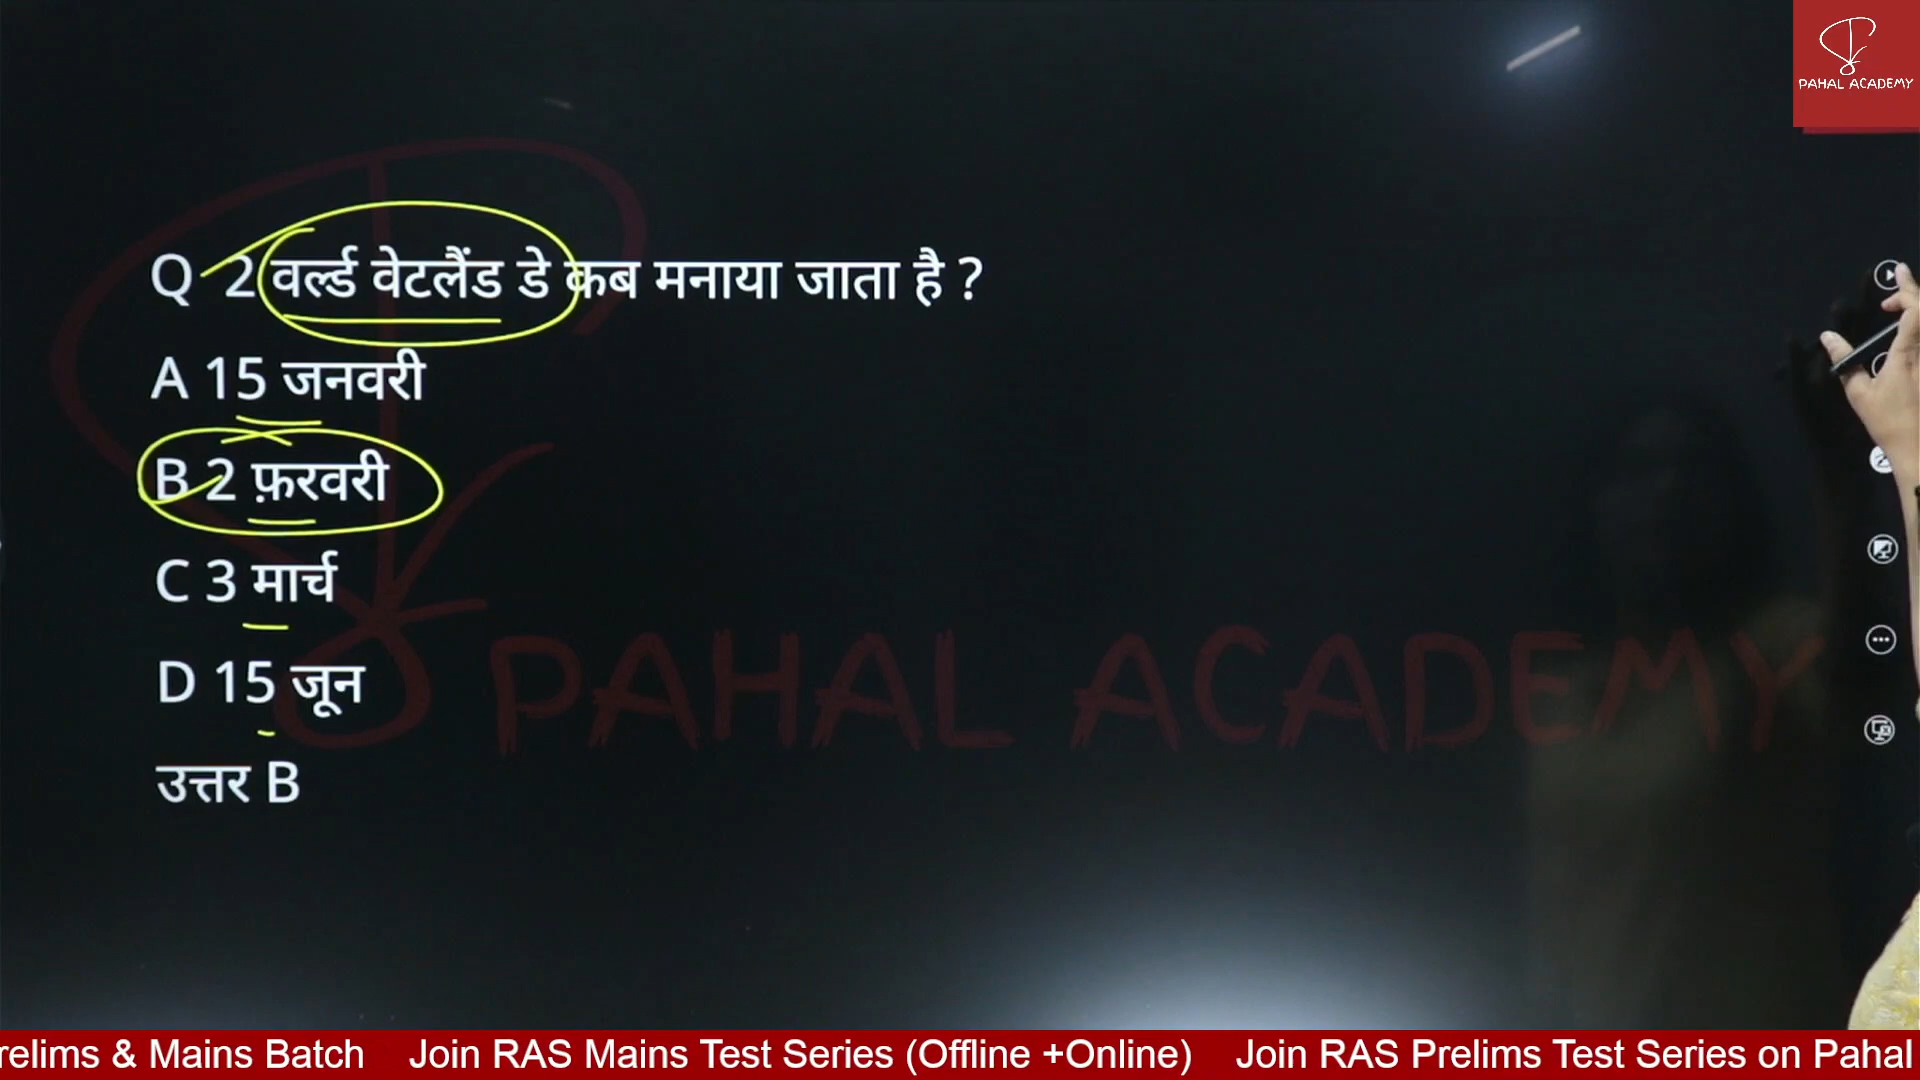 PAHAL ACADEMY
Q 2 वर्ल्ड वेटलैंड डे कब मनाया जाता है ?
A 15 जनवरी
B 2 फ़रवरी
C 3 मार्च
D 15 जून
उत्तर B
PAHAL ACADEMY
relims & Mains Batch Join RAS Mains Test Series (Offline +Online) Join RAS Prelims Test Series on Pahal